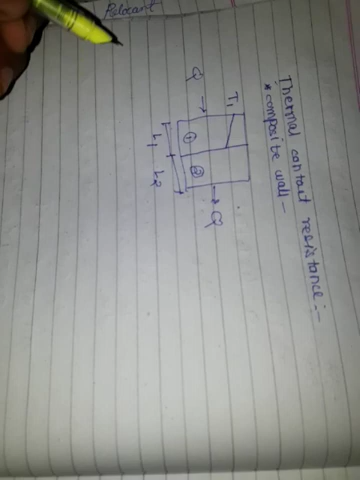 Relevant
Thermal contact resistance :-
* composite wall -
T1
Q
Q
①
②
L1
L2